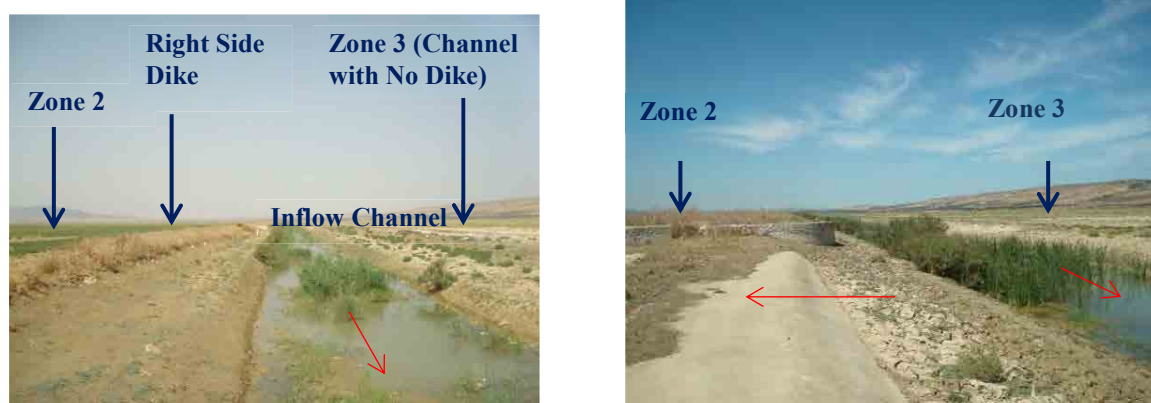 Right Side
Dike
Zone 3 (Channel
with No Dike)
Zone 2
Inflow Channel
Zone 2
Zone 3